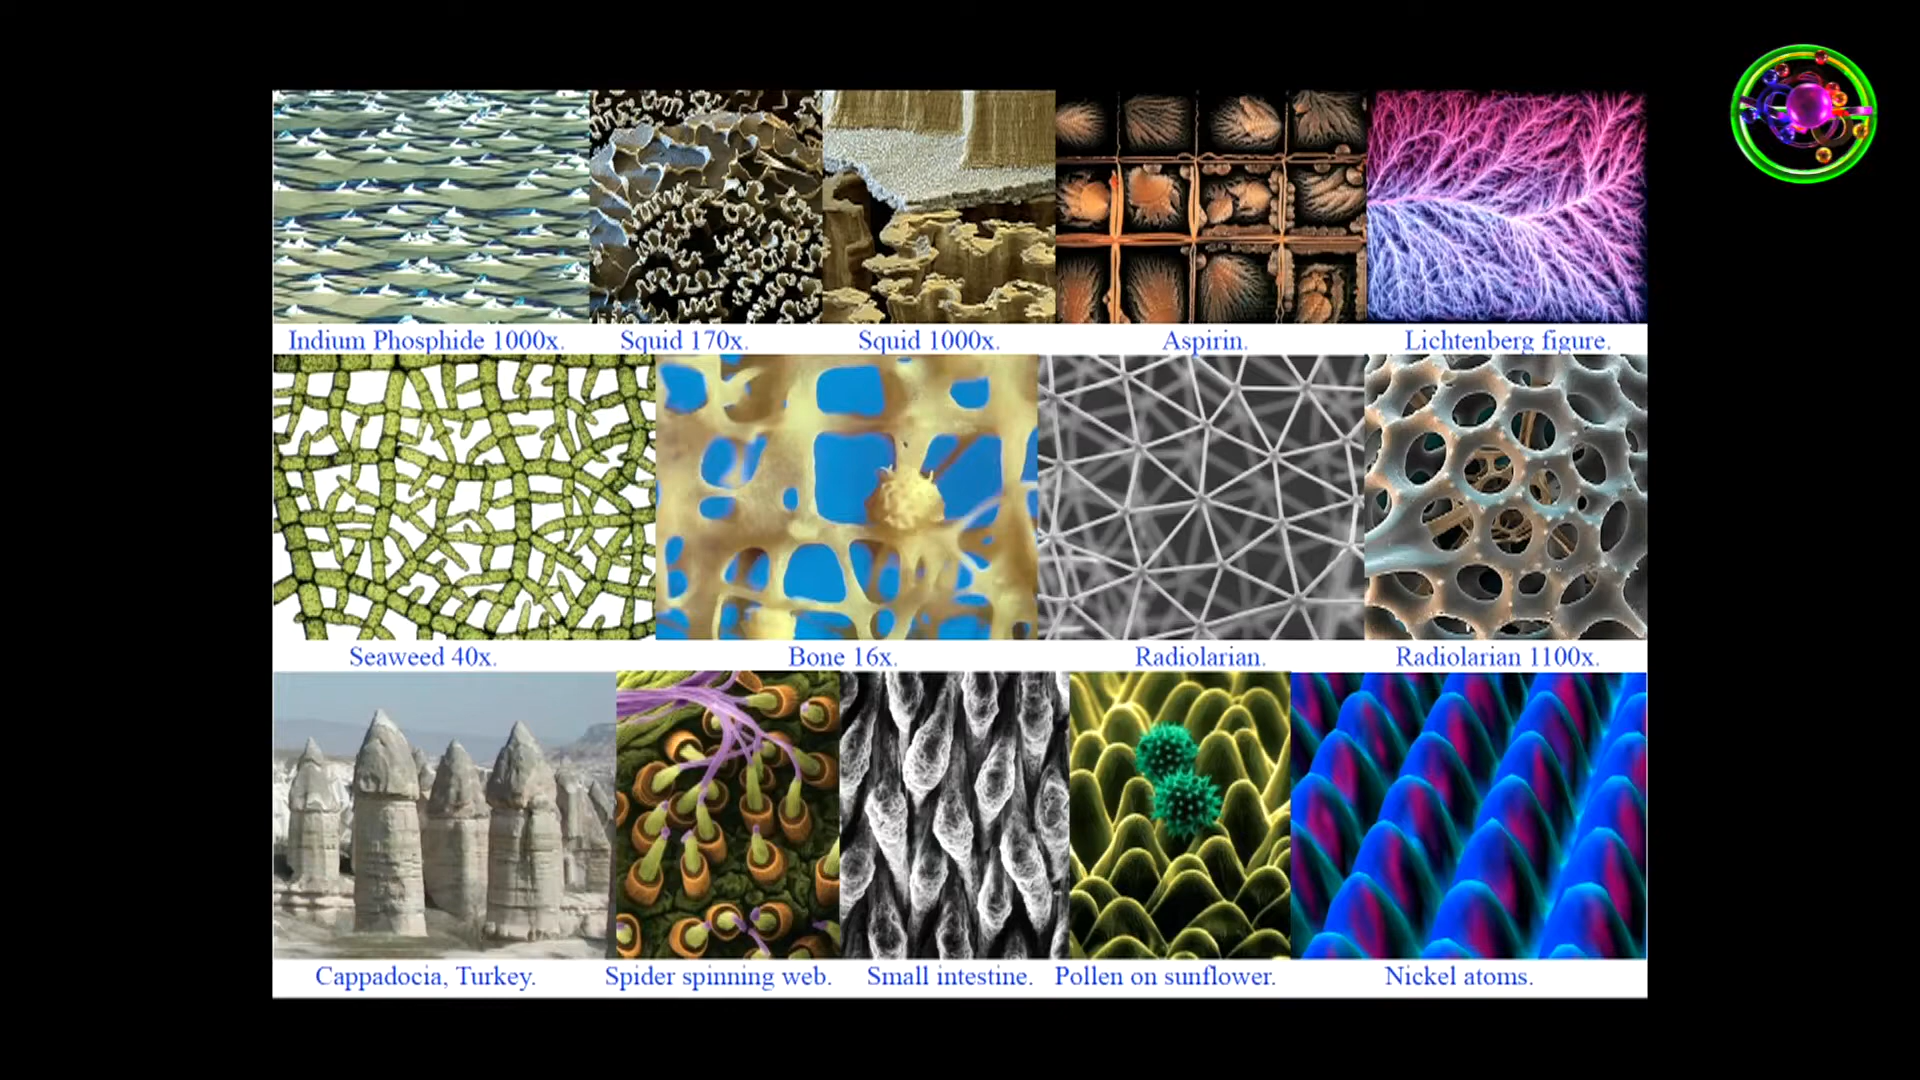 Indium Phosphide 1000x.
Squid 170x.
Squid 1000x.
Aspirin.
Lichtenberg figure.
Seaweed 40x.
Bone 16x.
Radiolarian.
Radiolarian 1100x.
Cappadocia, Turkey.
Spider spinning web.
Small intestine.
Pollen on sunflower.
Nickel atoms.